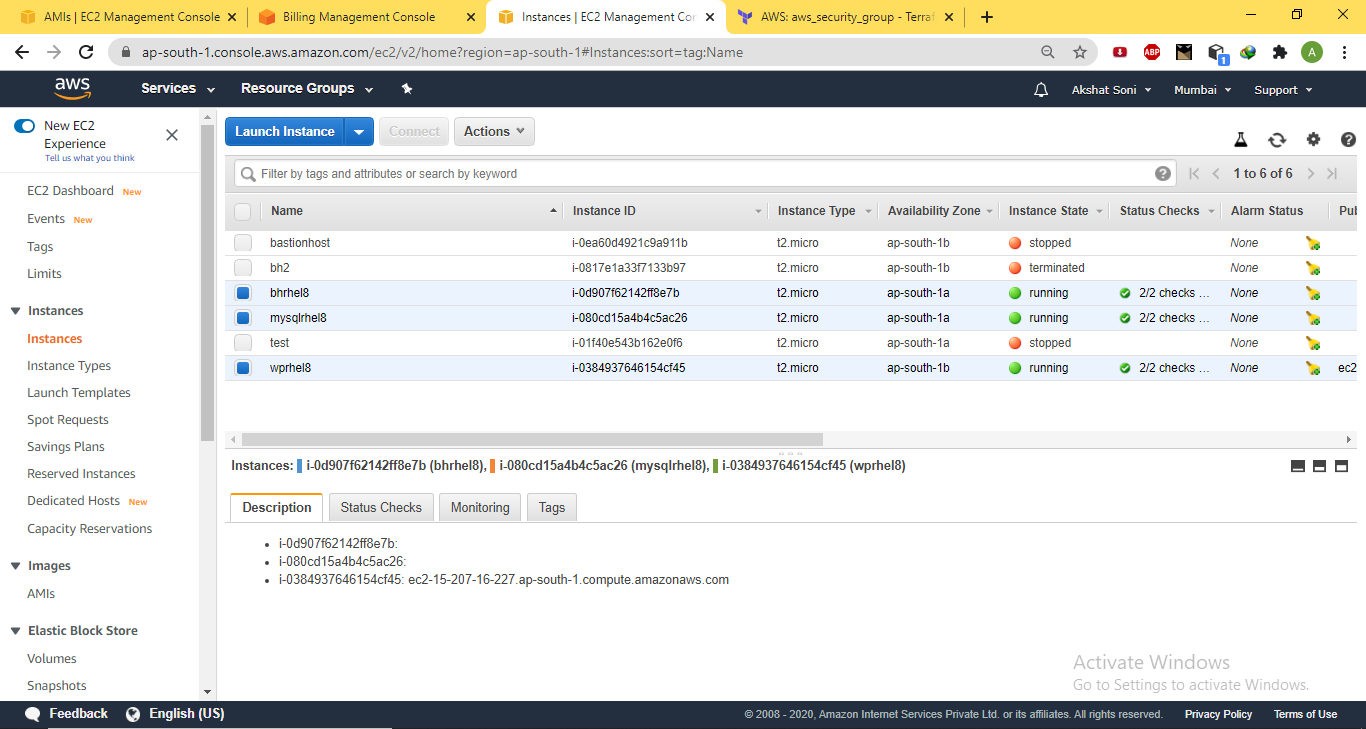 AMIs | EC2 Management Console
Billing Management Console
Instances | EC2 Management Cor
AWS: aws_security_group - Terraf
ap-south-1.console.aws.amazon.com/ec2/v2/home?region=ap-south-1#Instances:sort=tag:Name
ABP
1
A
aws
Services
Resource Groups
Akshat Soni
Mumbai
Support
New EC2
Experience
Tell us what you think
EC2 Dashboard New
Events New
Tags
Limits
Instances
Instances
Instance Types
Launch Templates
Spot Requests
Savings Plans
Reserved Instances
Dedicated Hosts New
Capacity Reservations
Images
AMIs
Elastic Block Store
Volumes
Snapshots
Launch Instance
Connect
Actions
Filter by tags and attributes or search by keyword
1 to 6 of 6
Name Instance ID Instance Type Availability Zone Instance State Status Checks Alarm Status Pub
bastionhost i-0ea60d4921c9a911b t2.micro ap-south-1b stopped None
bh2 i-0817e1a33f7133b97 t2.micro ap-south-1b terminated None
bhrhel8 i-0d907f62142ff8e7b t2.micro ap-south-1a running 2/2 checks ... None
mysqlrhel8 i-080cd15a4b4c5ac26 t2.micro ap-south-1a running 2/2 checks ... None
test i-01f40e543b162e0f6 t2.micro ap-south-1a stopped None
wprhel8 i-0384937646154cf45 t2.micro ap-south-1b running 2/2 checks ... None ec2
Instances: i-0d907f62142ff8e7b (bhrhel8), i-080cd15a4b4c5ac26 (mysqlrhel8), i-0384937646154cf45 (wprhel8)
Description
Status Checks
Monitoring
Tags
• i-0d907f62142ff8e7b:
• i-080cd15a4b4c5ac26:
• i-0384937646154cf45: ec2-15-207-16-227.ap-south-1.compute.amazonaws.com
Activate Windows
Go to Settings to activate Windows.
Feedback
English (US)
© 2008 - 2020, Amazon Internet Services Private Ltd. or its affiliates. All rights reserved.
Privacy Policy
Terms of Use